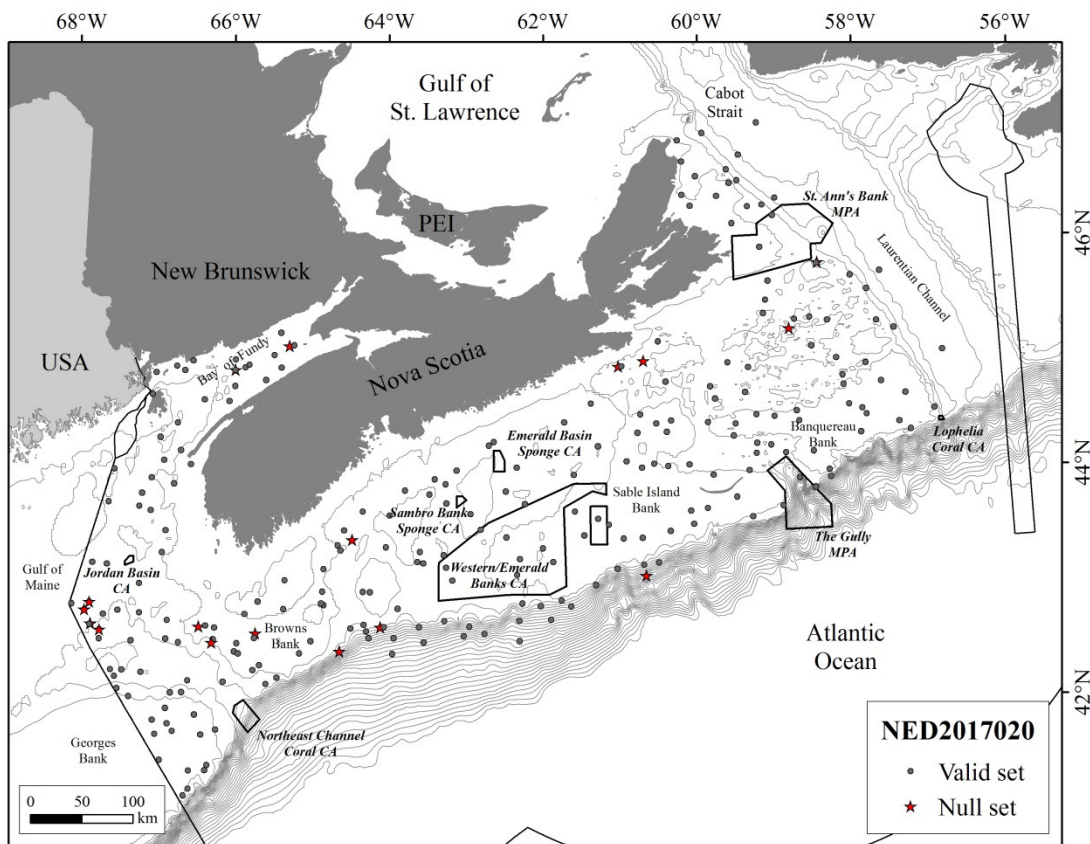 68°W 66°W 64°W 62°W 60°W 58°W 56°W
Gulf of
St. Lawrence
Cabot
Strait
St. Ann's Bank
MPA
46°N
PEI
New Brunswick
Laurentian Channel
USA
Bay of Fundy
Nova Scotia
Banquereau
Bank
Lophelia
Coral CA
Emerald Basin
Sponge CA
44°N
Sable Island
Bank
Sambro Bank
Sponge CA
The Gully
MPA
Gulf of
Maine
Jordan Basin
CA
Western/Emerald
Banks CA
Browns
Bank
Atlantic
Ocean
42°N
Northeast Channel
Coral CA
Georges
Bank
NED2017020
Valid set
Null set
0 50 100
km